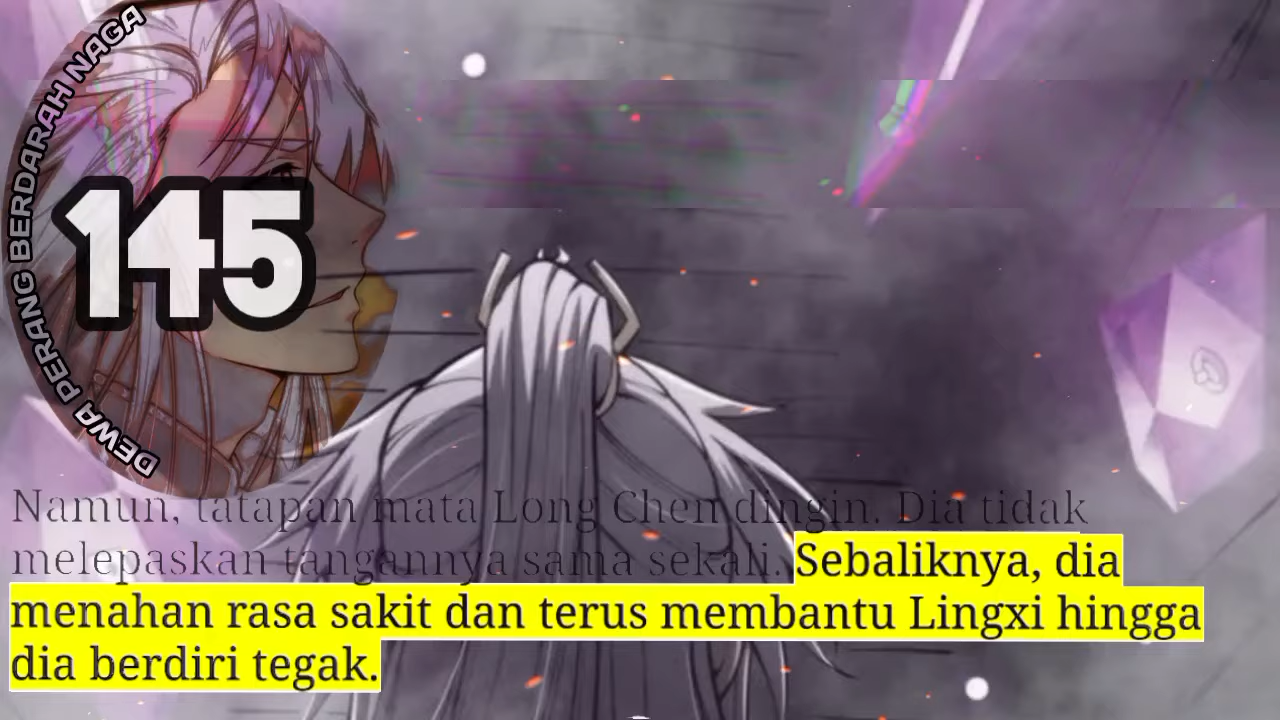 DEWA PERANG BERDARAH NAGA
145
Namun, tatapan mata Long Chen dingin. Dia tidak
melepaskan tangannya sama sekali. Sebaliknya, dia
menahan rasa sakit dan terus membantu Lingxi hingga
dia berdiri tegak.